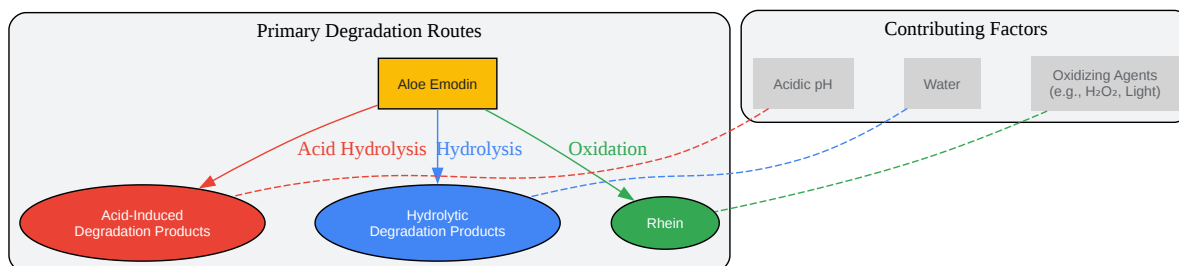 Primary Degradation Routes
Contributing Factors
Aloe Emodin
Acidic pH
Water
Oxidizing Agents
(e.g., H₂O₂, Light)
Acid Hydrolysis
Hydrolysis
Oxidation
Acid-Induced
Degradation Products
Hydrolytic
Degradation Products
Rhein